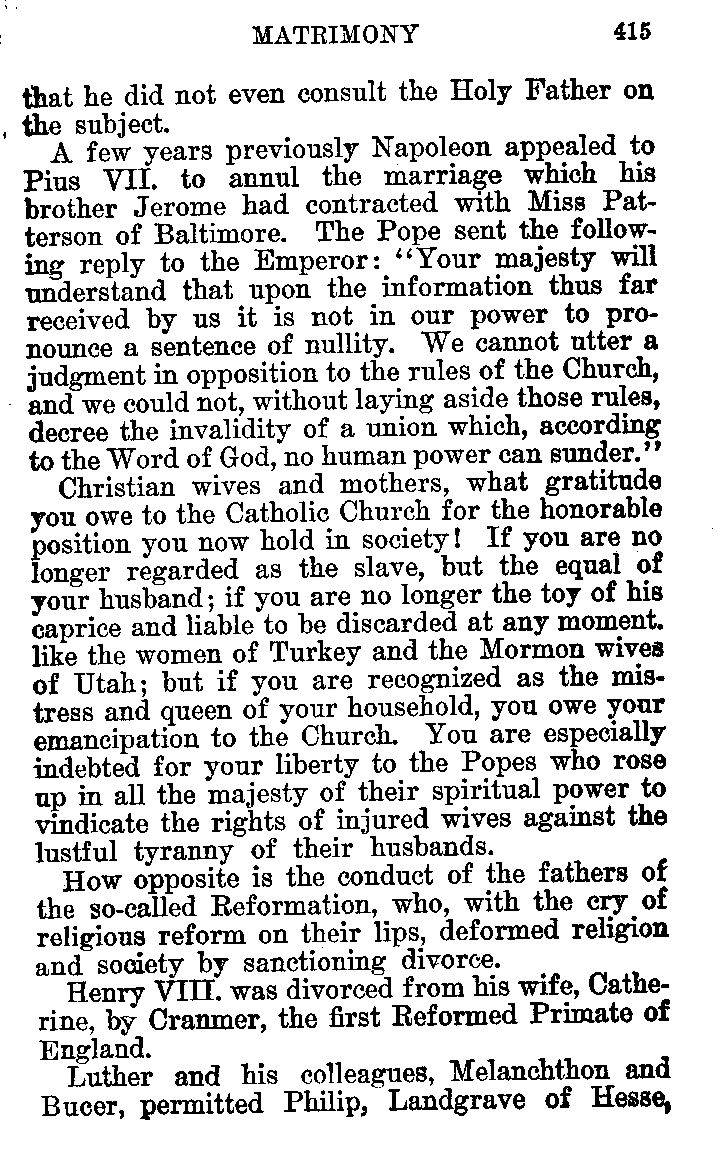 MATRIMONY 415
that he did not even consult the Holy Father on
the subject.
A few years previously Napoleon appealed to
Pius VII. to annul the marriage which his
brother Jerome had contracted with Miss Pat-
terson of Baltimore. The Pope sent the follow-
ing reply to the Emperor: “Your majesty will
understand that upon the information thus far
received by us it is not in our power to pro-
nounce a sentence of nullity. We cannot utter a
judgment in opposition to the rules of the Church,
and we could not, without laying aside those rules,
decree the invalidity of a union which, according
to the Word of God, no human power can sunder.”
Christian wives and mothers, what gratitude
you owe to the Catholic Church for the honorable
position you now hold in society! If you are no
longer regarded as the slave, but the equal of
your husband; if you are no longer the toy of his
caprice and liable to be discarded at any moment.
like the women of Turkey and the Mormon wives
of Utah; but if you are recognized as the mis-
tress and queen of your household, you owe your
emancipation to the Church. You are especially
indebted for your liberty to the Popes who rose
up in all the majesty of their spiritual power to
vindicate the rights of injured wives against the
lustful tyranny of their husbands.
How opposite is the conduct of the fathers of
the so-called Reformation, who, with the cry of
religious reform on their lips, deformed religion
and society by sanctioning divorce.
Henry VIII. was divorced from his wife, Cathe-
rine, by Cranmer, the first Reformed Primate of
England.
Luther and his colleagues, Melanchthon and
Bucer, permitted Philip, Landgrave of Hesse,